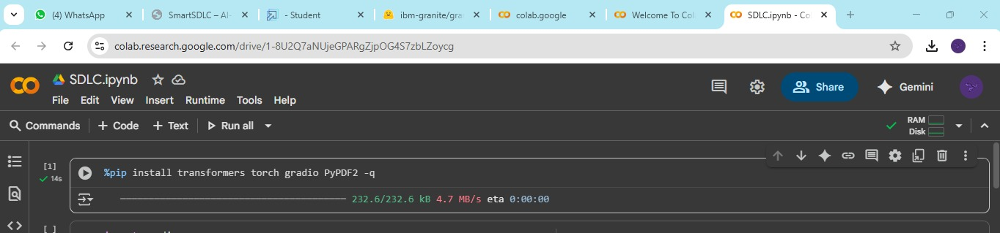 (4) WhatsApp
SmartSDLC – AI-
- Student
ibm-granite/gra
colab.google
Welcome To Col
SDLC.ipynb - Co
colab.research.google.com/drive/1-8U2Q7aNUjeGPARgZjpOG4S7zbLZoycg
SDLC.ipynb
Share
Gemini
File Edit View Insert Runtime Tools Help
Commands + Code + Text Run all
RAM
Disk
[1]
14s
%pip install transformers torch gradio PyPDF2 -q
232.6/232.6 kB 4.7 MB/s eta 0:00:00
[ ]